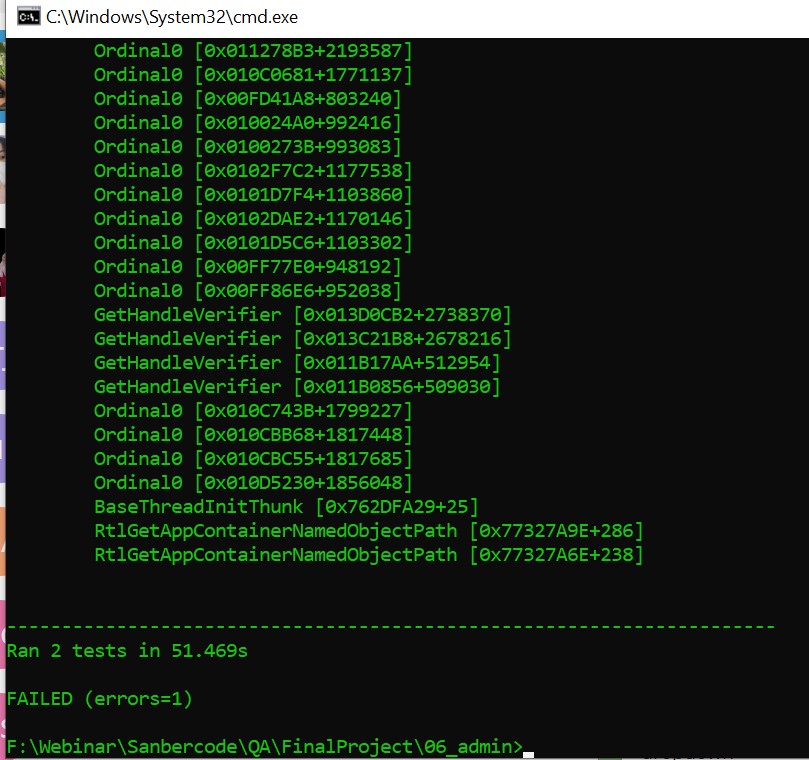 C:\Windows\System32\cmd.exe
Ordinal0 [0x011278B3+2193587]
Ordinal0 [0x010C0681+1771137]
Ordinal0 [0x00FD41A8+803240]
Ordinal0 [0x010024A0+992416]
Ordinal0 [0x0100273B+993083]
Ordinal0 [0x0102F7C2+1177538]
Ordinal0 [0x0101D7F4+1103860]
Ordinal0 [0x0102DAE2+1170146]
Ordinal0 [0x0101D5C6+1103302]
Ordinal0 [0x00FF77E0+948192]
Ordinal0 [0x00FF86E6+952038]
GetHandleVerifier [0x013D0CB2+2738370]
GetHandleVerifier [0x013C21B8+2678216]
GetHandleVerifier [0x011B17AA+512954]
GetHandleVerifier [0x011B0856+509030]
Ordinal0 [0x010C743B+1799227]
Ordinal0 [0x010CBB68+1817448]
Ordinal0 [0x010CBC55+1817685]
Ordinal0 [0x010D5230+1856048]
BaseThreadInitThunk [0x762DFA29+25]
RtlGetAppContainerNamedObjectPath [0x77327A9E+286]
RtlGetAppContainerNamedObjectPath [0x77327A6E+238]
----------------------------------------------------------------------
Ran 2 tests in 51.469s
FAILED (errors=1)
F:\Webinar\Sanbercode\QA\FinalProject\06_admin>